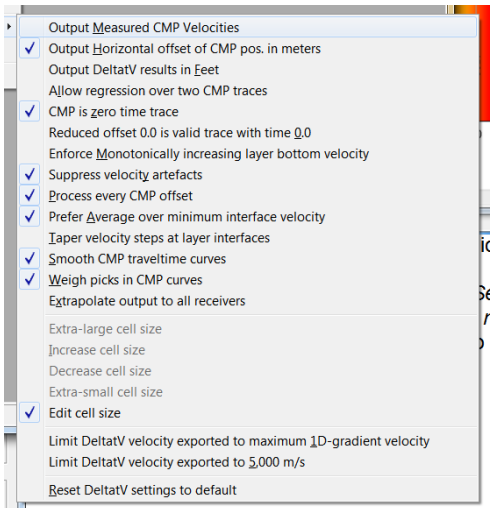 Output Measured CMP Velocities
Output Horizontal offset of CMP pos. in meters
Output DeltatV results in Feet
Allow regression over two CMP traces
CMP is zero time trace
Reduced offset 0.0 is valid trace with time 0.0
Enforce Monotonically increasing layer bottom velocity
Suppress velocity artefacts
Process every CMP offset
Prefer Average over minimum interface velocity
Taper velocity steps at layer interfaces
Smooth CMP traveltime curves
Weigh picks in CMP curves
Extrapolate output to all receivers
Extra-large cell size
Increase cell size
Decrease cell size
Extra-small cell size
Edit cell size
Limit DeltatV velocity exported to maximum 1D-gradient velocity
Limit DeltatV velocity exported to 5,000 m/s
Reset DeltatV settings to default